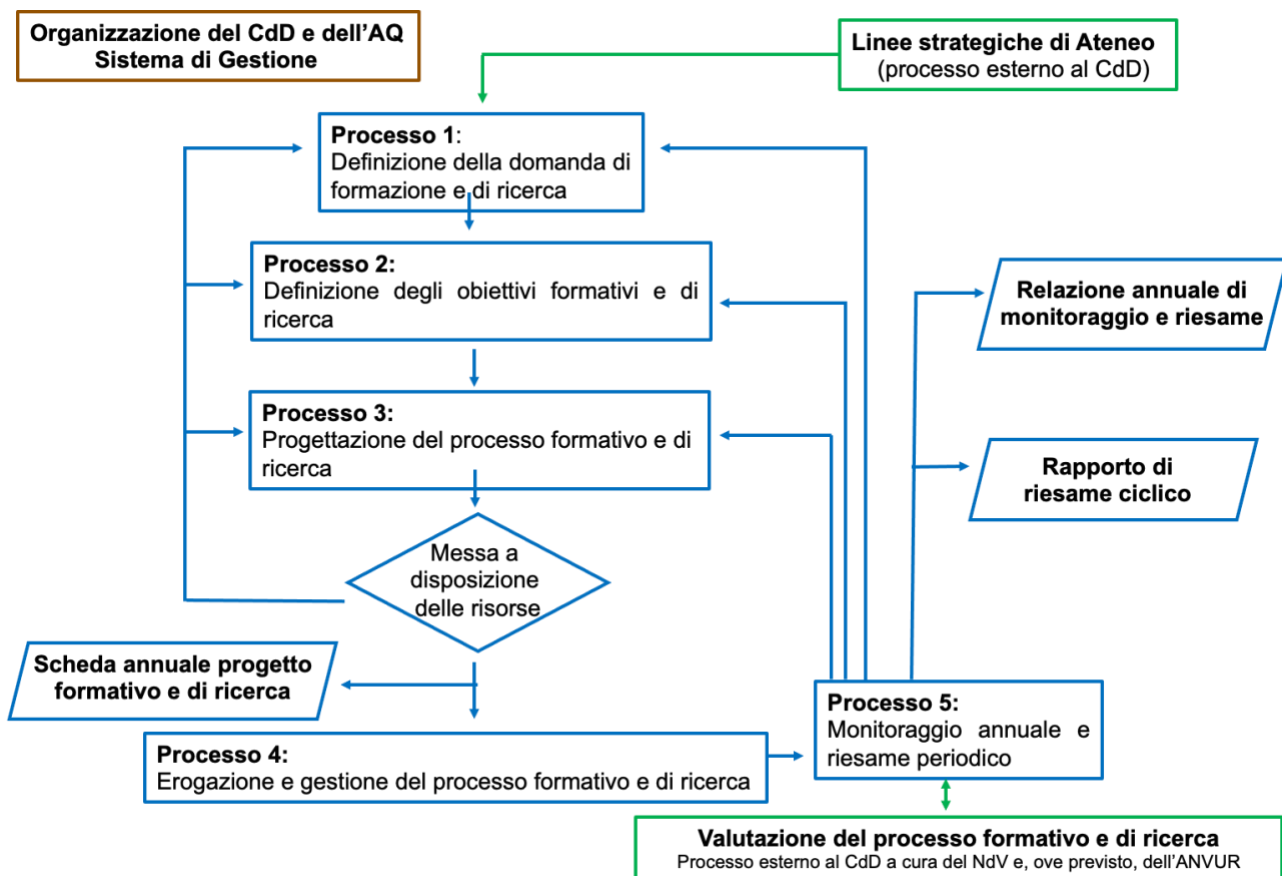 Organizzazione del CdD e dell'AQ
Sistema di Gestione
Linee strategiche di Ateneo
(processo esterno al CdD)
Processo 1:
Definizione della domanda di
formazione e di ricerca
Processo 2:
Definizione degli obiettivi formativi e di
ricerca
Relazione annuale di
monitoraggio e riesame
Processo 3:
Progettazione del processo formativo e di
ricerca
Rapporto di
riesame ciclico
Messa a
disposizione
delle risorse
Scheda annuale progetto
formativo e di ricerca
Processo 4:
Erogazione e gestione del processo formativo e di ricerca
Processo 5:
Monitoraggio annuale e
riesame periodico
Valutazione del processo formativo e di ricerca
Processo esterno al CdD a cura del NdV e, ove previsto, dell'ANVUR